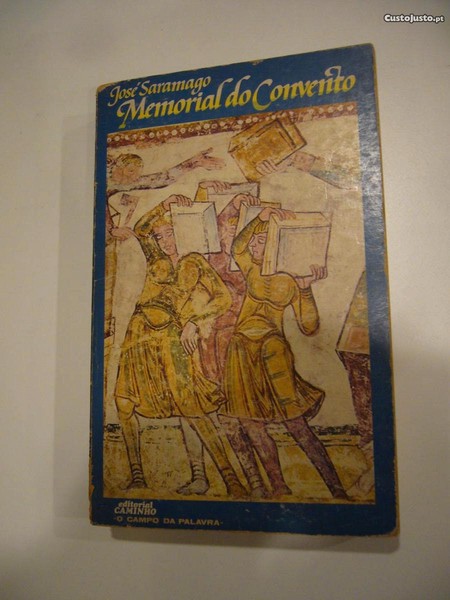 CustoJusto.pt
José Saramago
Memorial do Convento
editorial
CAMINHO
·O CAMPO DA PALAVRA·